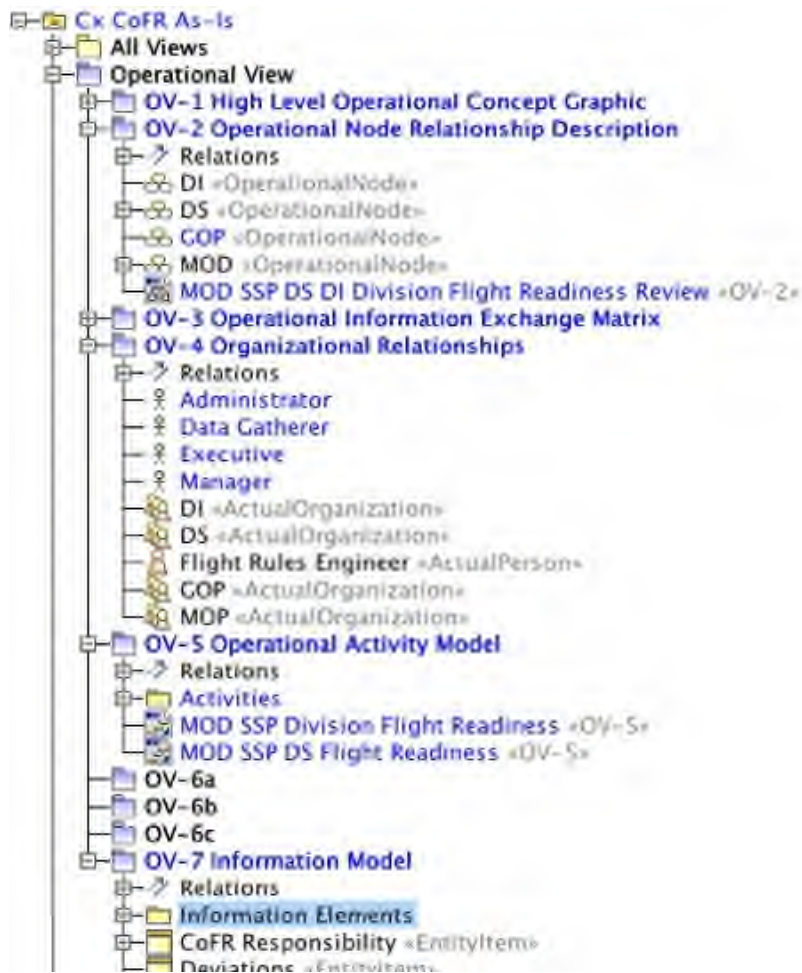 Cx CoFR As-Is
All Views
Operational View
OV-1 High Level Operational Concept Graphic
OV-2 Operational Node Relationship Description
Relations
DI «OperationalNode»
DS «OperationalNode»
GOP «OperationalNode»
MOD «OperationalNode»
MOD SSP DS DI Division Flight Readiness Review «OV-2»
OV-3 Operational Information Exchange Matrix
OV-4 Organizational Relationships
Relations
Administrator
Data Gatherer
Executive
Manager
DI «ActualOrganization»
DS «ActualOrganization»
Flight Rules Engineer «ActualPerson»
GOP «ActualOrganization»
MOP «ActualOrganization»
OV-5 Operational Activity Model
Relations
Activities
MOD SSP Division Flight Readiness «OV-5»
MOD SSP DS Flight Readiness «OV-5»
OV-6a
OV-6b
OV-6c
OV-7 Information Model
Relations
Information Elements
CoFR Responsibility «EntityItem»
Deviations «EntityItem»